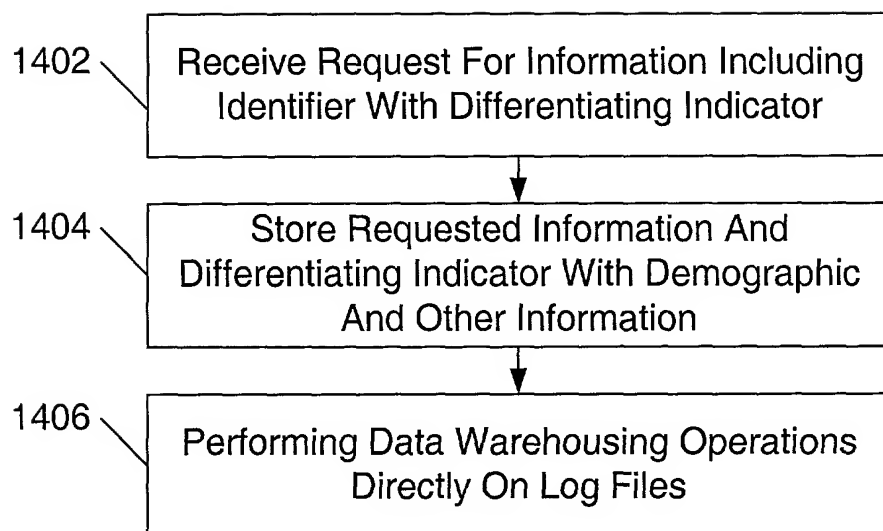 1402
Receive Request For Information Including
Identifier With Differentiating Indicator
1404
Store Requested Information And
Differentiating Indicator With Demographic
And Other Information
1406
Performing Data Warehousing Operations
Directly On Log Files